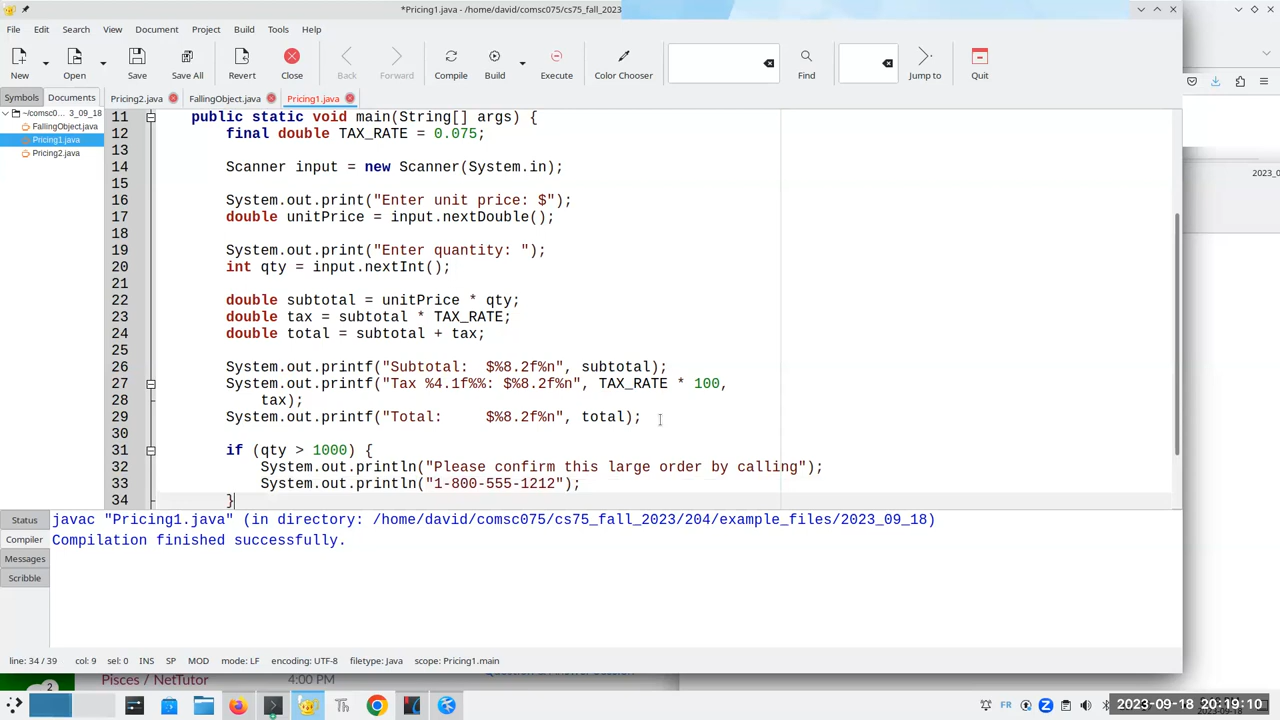 *Pricing1.java - /home/david/comsc075/cs75_fall_2023
File Edit Search View Document Project Build Tools Help
New Open Save Save All Revert Close Back Forward Compile Build Execute Color Chooser Find Jump to Quit
Symbols Documents Pricing2.java FallingObject.java Pricing1.java
~/comsc0 3_09_18
FallingObject.java
Pricing1.java
Pricing2.java
2023_0
11 public static void main(String[] args) {
12 final double TAX_RATE = 0.075;
13
14 Scanner input = new Scanner(System.in);
15
16 System.out.print("Enter unit price: $");
17 double unitPrice = input.nextDouble();
18
19 System.out.print("Enter quantity: ");
20 int qty = input.nextInt();
21
22 double subtotal = unitPrice * qty;
23 double tax = subtotal * TAX_RATE;
24 double total = subtotal + tax;
25
26 System.out.printf("Subtotal:  $%8.2f%n", subtotal);
27 System.out.printf("Tax %4.1f%%: $%8.2f%n", TAX_RATE * 100,
28 tax);
29 System.out.printf("Total:     $%8.2f%n", total);
30
31 if (qty > 1000) {
32 System.out.println("Please confirm this large order by calling");
33 System.out.println("1-800-555-1212");
34 }
Status
Compiler
Messages
Scribble
javac "Pricing1.java" (in directory: /home/david/comsc075/cs75_fall_2023/204/example_files/2023_09_18)
Compilation finished successfully.
line: 34 / 39 col: 9 sel: 0 INS SP MOD mode: LF encoding: UTF-8 filetype: Java scope: Pricing1.main
Pisces / NetTutor 4:00 PM
2
FR
2023-09-18 20:19:10